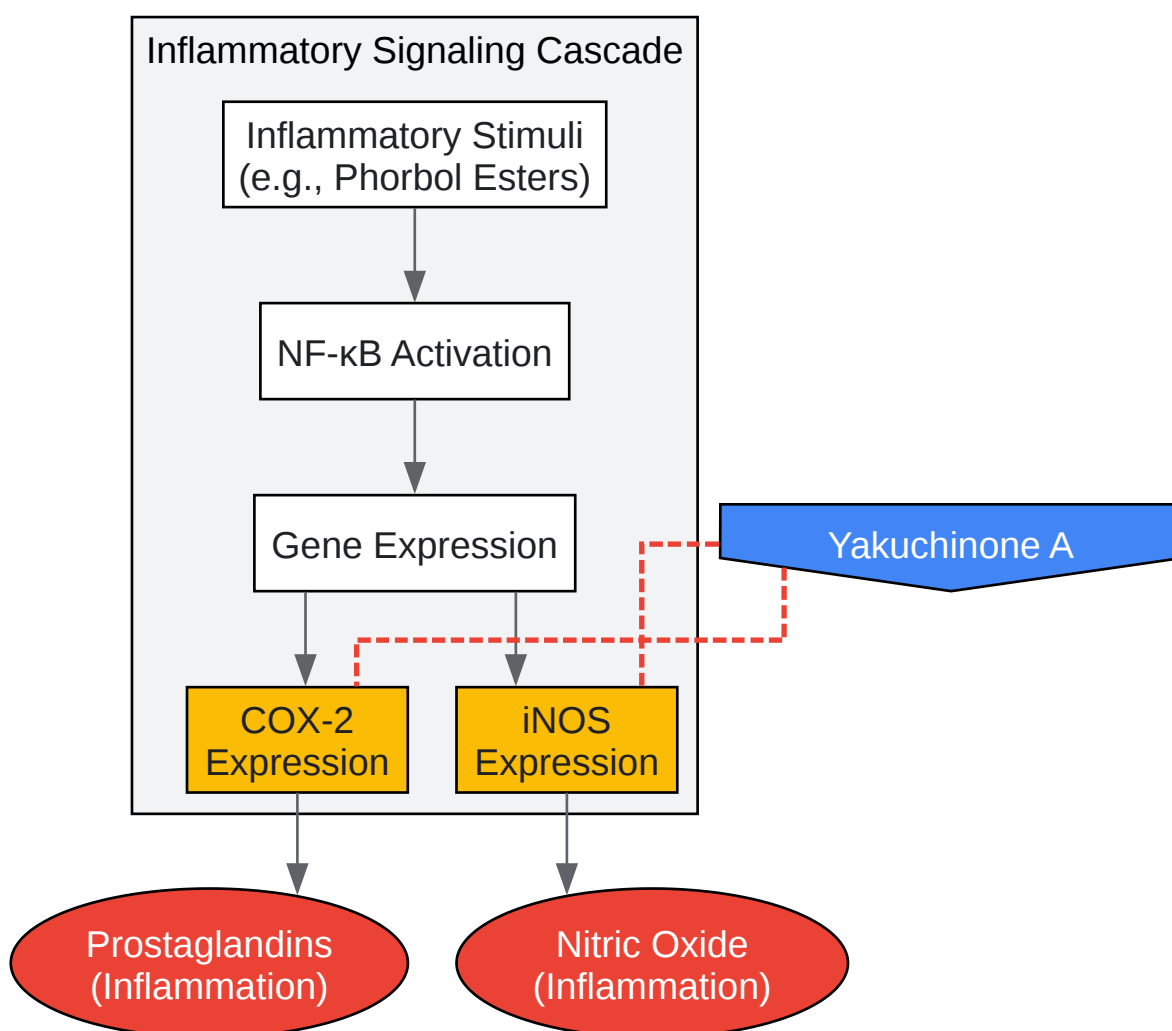 Inflammatory Signaling Cascade
Inflammatory Stimuli
(e.g., Phorbol Esters)
NF-κB Activation
Gene Expression
Yakuchinone A
COX-2
Expression
iNOS
Expression
Prostaglandins
(Inflammation)
Nitric Oxide
(Inflammation)